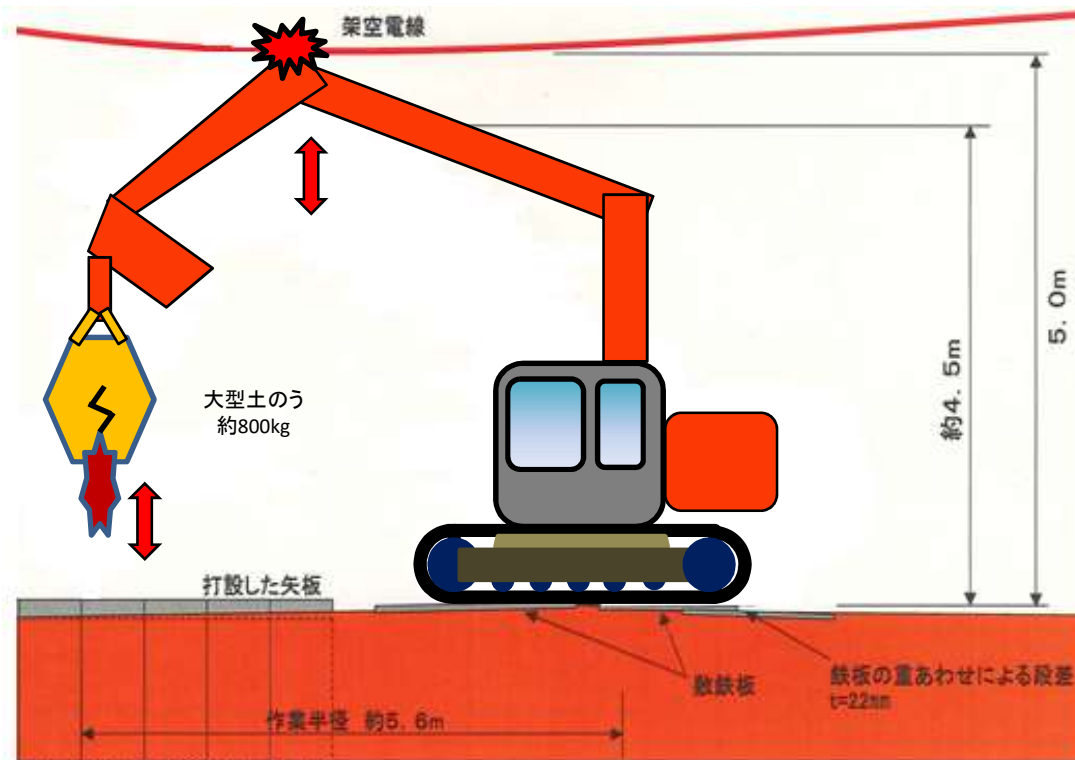 架空電線
5. 0m
約4. 5m
大型土のう
約800kg
打設した矢板
敷鉄板
鉄板の重あわせによる段差
t=22mm
作業半径 約5. 6m